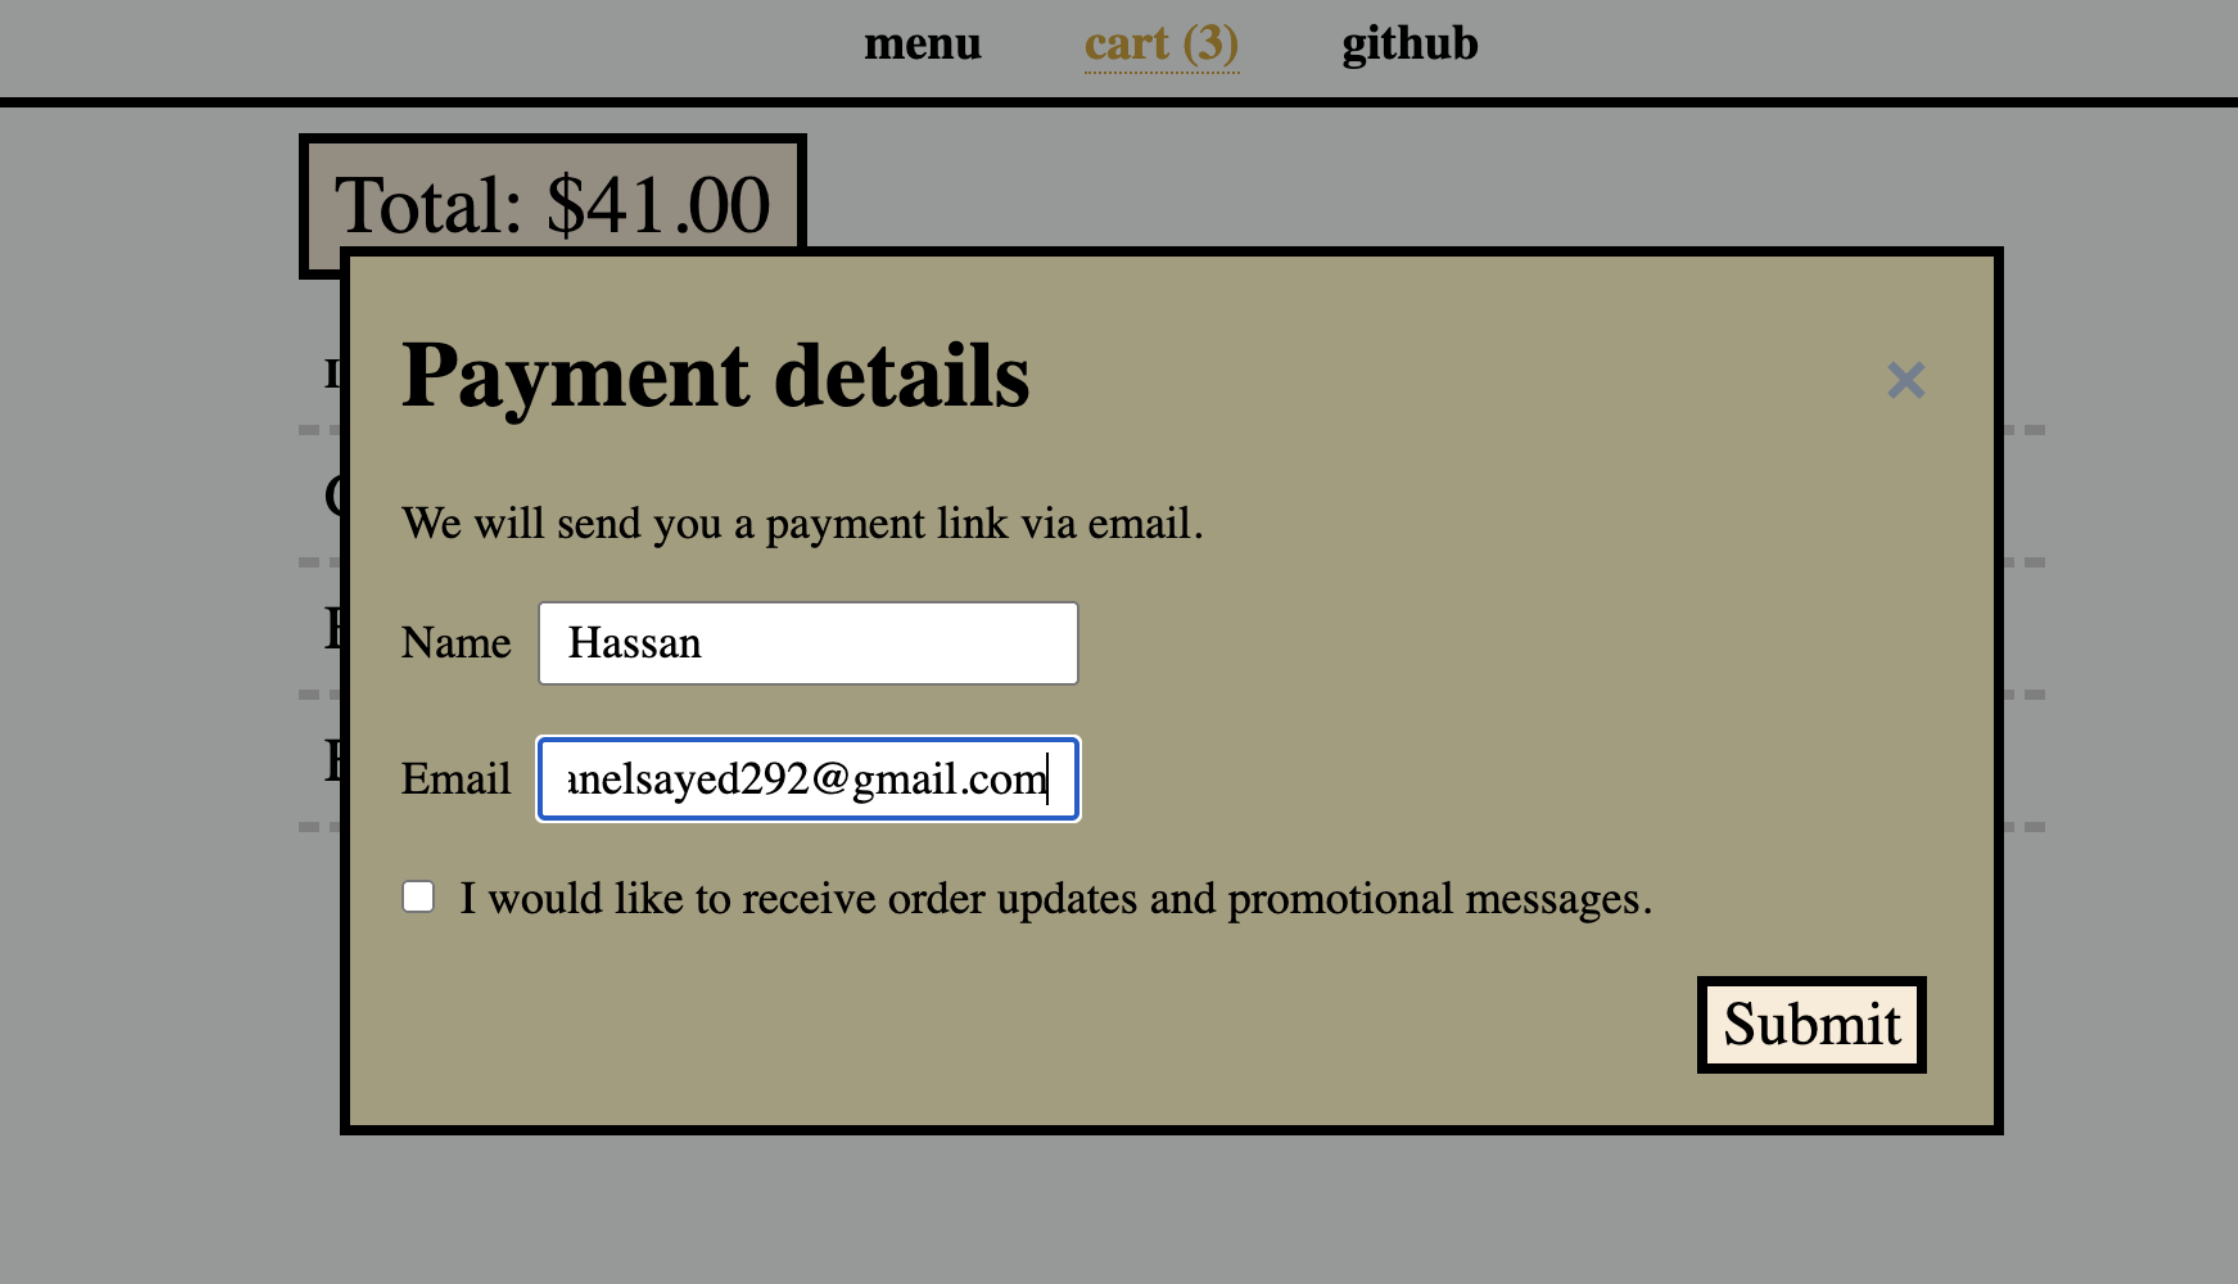 menu cart (3) github
Total: $41.00
Payment details
×
We will send you a payment link via email.
Name Hassan
Email anelsayed292@gmail.com
I would like to receive order updates and promotional messages.
Submit